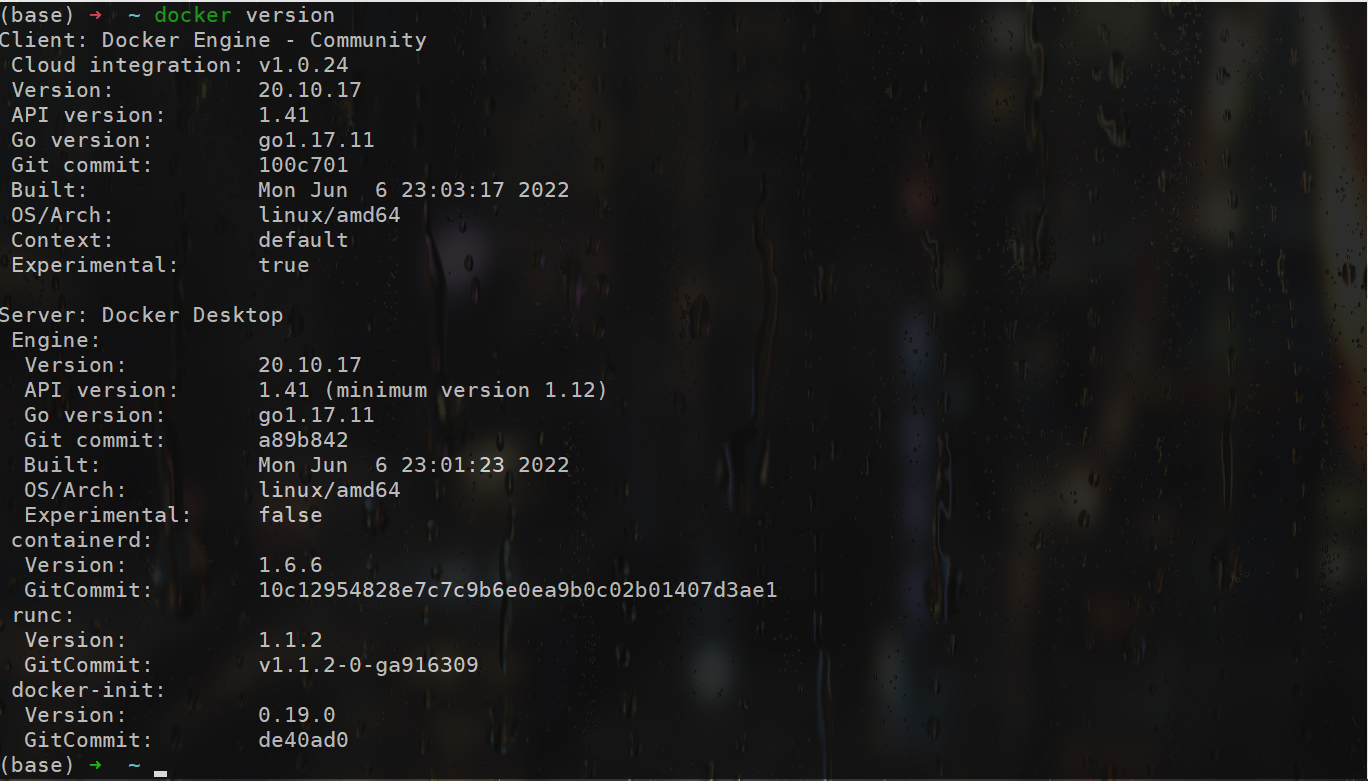 (base) ➜  ~ docker version
Client: Docker Engine - Community
 Cloud integration: v1.0.24
 Version:           20.10.17
 API version:       1.41
 Go version:        go1.17.11
 Git commit:        100c701
 Built:             Mon Jun  6 23:03:17 2022
 OS/Arch:           linux/amd64
 Context:           default
 Experimental:      true

Server: Docker Desktop
 Engine:
  Version:          20.10.17
  API version:      1.41 (minimum version 1.12)
  Go version:       go1.17.11
  Git commit:       a89b842
  Built:            Mon Jun  6 23:01:23 2022
  OS/Arch:          linux/amd64
  Experimental:     false
 containerd:
  Version:          1.6.6
  GitCommit:        10c12954828e7c7c9b6e0ea9b0c02b01407d3ae1
 runc:
  Version:          1.1.2
  GitCommit:        v1.1.2-0-ga916309
 docker-init:
  Version:          0.19.0
  GitCommit:        de40ad0
(base) ➜  ~